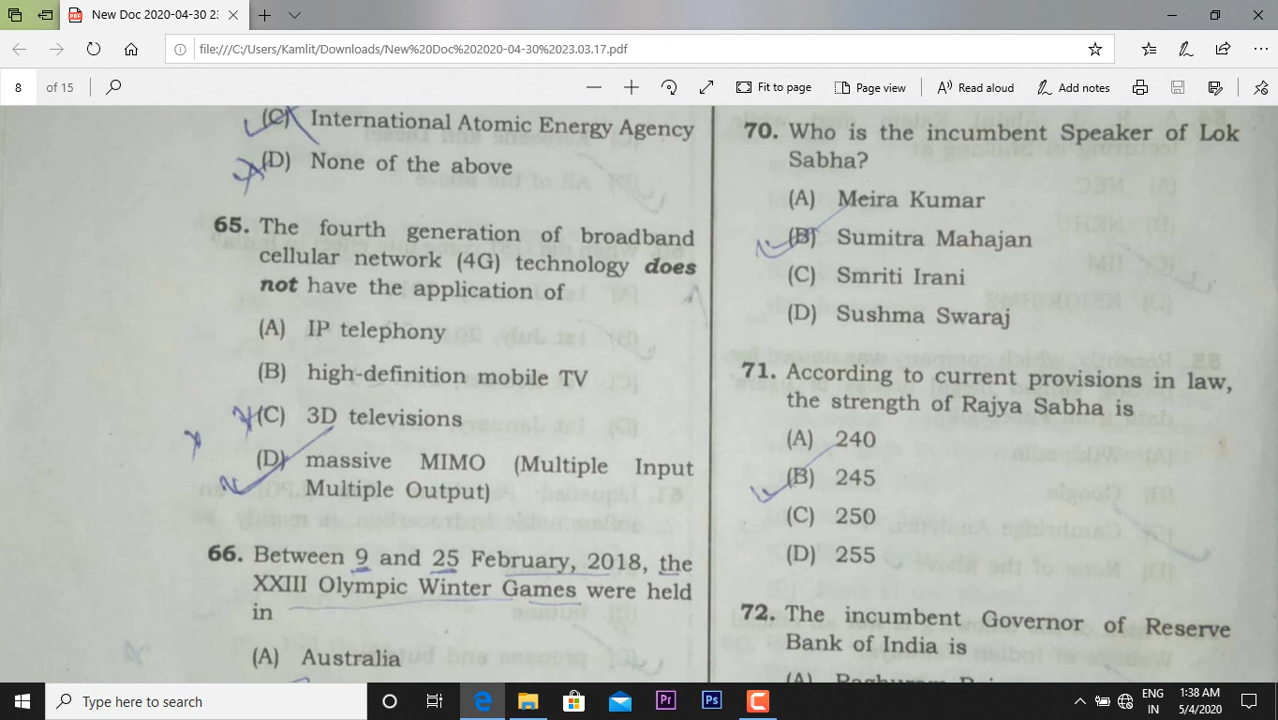 New Doc 2020-04-30 23
file:///C:/Users/Kamlit/Downloads/New%20Doc%202020-04-30%2023.03.17.pdf
8 of 15
Fit to page
Page view
Read aloud
Add notes
(C) International Atomic Energy Agency
(D) None of the above
65. The fourth generation of broadband
cellular network (4G) technology does
not have the application of
(A) IP telephony
(B) high-definition mobile TV
(C) 3D televisions
(D) massive MIMO (Multiple Input
Multiple Output)
66. Between 9 and 25 February, 2018, the
XXIII Olympic Winter Games were held
in
(A) Australia
70. Who is the incumbent Speaker of Lok
Sabha?
(A) Meira Kumar
(B) Sumitra Mahajan
(C) Smriti Irani
(D) Sushma Swaraj
71. According to current provisions in law,
the strength of Rajya Sabha is
(A) 240
(B) 245
(C) 250
(D) 255
72. The incumbent Governor of Reserve
Bank of India is
(A)
Type here to search
Pr
Ps
ENG
IN
1:38 AM
5/4/2020